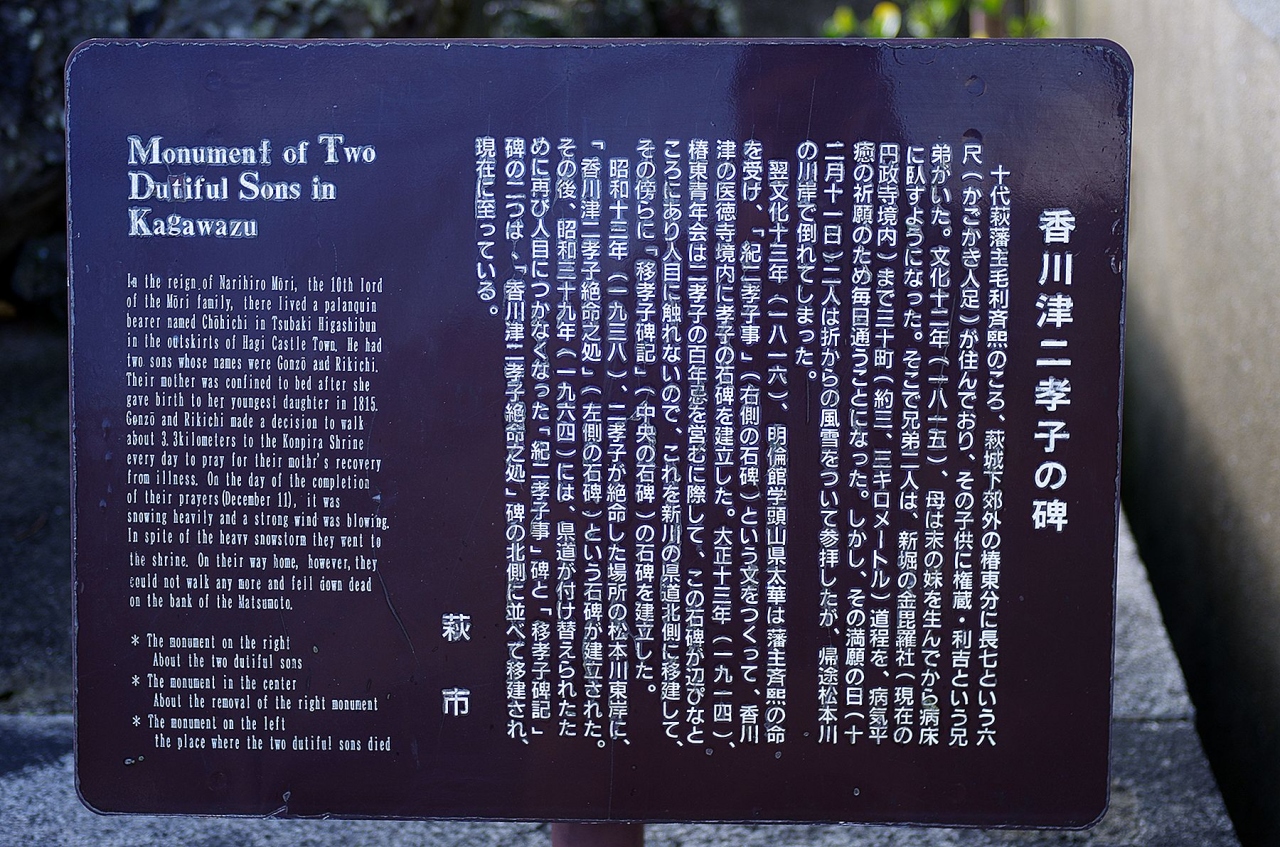 香川津二孝子の碑
十代萩藩主毛利斉熙のころ、萩城下郊外の椿東分に長七という六
尺(かごかき人足)が住んでおり、その子供に権蔵・利吉という兄
弟がいた。文化十二年(一八一五)、母は末の妹を生んでから病床
に臥すようになった。そこで兄弟二人は、新堀の金毘羅社(現在の
円政寺境内)まで三十町(約三、三キロメートル)道程を、病気平
癒の祈願のため毎日通うことになった。しかし、その満願の日(十
二月十一日)二人は折からの風雪をついて参拝したが、帰途松本川
の川岸で倒れてしまった。
翌文化十三年(一八一六)、明倫館学頭山県太華は藩主斉熙の命
を受け、「紀二孝子事」(右側の石碑)という文をつくって、香川
津の医徳寺境内に孝子の石碑を建立した。大正十三年(一九一四)、
椿東青年会は二孝子の百年忌を営むに際して、この石碑が辺ぴなと
ころにあり人目に触れないので、これを新川の県道北側に移建して、
その傍らに「移孝子碑記」(中央の石碑)の石碑を建立した。
昭和十三年(一九三八)、二孝子が絶命した場所の松本川東岸に、
「香川津二孝子絶命之処」(左側の石碑)という石碑が建立された。
その後、昭和三十九年(一九六四)には、県道が付け替えられたた
めに再び人目につかなくなった「紀二孝子事」碑と「移孝子碑記」
碑の二つは、「香川津二孝子絶命之処」碑の北側に並べて移建され、
現在に至っている。
萩市
Monument of Two
Dutiful Sons in
Kagawazu
In the reign of Narihiro Mōri, the 10th lord
of the Mōri family, there lived a palanquin
bearer named Chōhichi in Tsubaki Higashibun
in the outskirts of Hagi Castle Town. He had
two sons whose names were Gonzō and Rikichi.
Their mother was confined to bed after she
gave birth to her youngest daughter in 1815.
Gonzō and Rikichi made a decision to walk
about 3.3kilometers to the Konpira Shrine
every day to pray for their mothr's recovery
from illness. On the day of the completion
of their prayers(December 11), it was
snowing heavily and a strong wind was blowing.
In spite of the heavy snowstorm they went to
the shrine. On their way home, however, they
could not walk any more and fell down dead
on the bank of the Matsumoto.
* The monument on the right
About the two dutiful sons
* The monument in the center
About the removal of the right monument
* The monument on the left
the place where the two dutiful sons died